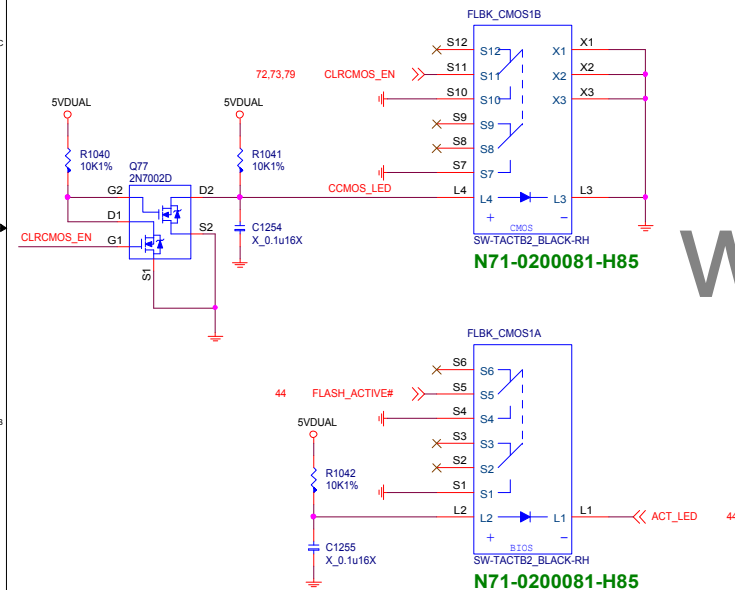 C
FLBK_CMOS1B
S12 S12 X1 X1
72,73,79 CLRCMOS_EN S11 S11 X2 X2
5VDUAL 5VDUAL S10 S10 X3 X3
S9 S9
S8 S8
R1040
10K1%
Q77
2N7002D
R1041
10K1%
S7 S7
G2 D2 CCMOS_LED L4 L4 L3 L3
D1 S2
CLRCMOS_EN G1
S1
C1254
X_0.1u16X
+ CMOS −
SW-TACTB2_BLACK-RH
N71-0200081-H85
W
FLBK_CMOS1A
S6 S6
44 FLASH_ACTIVE# S5 S5
B
S4 S4
5VDUAL
S3 S3
S2 S2
R1042
10K1%
S1 S1
L2 L2 L1 L1 ACT_LED 44
C1255
X_0.1u16X
+ BIOS −
SW-TACTB2_BLACK-RH
N71-0200081-H85